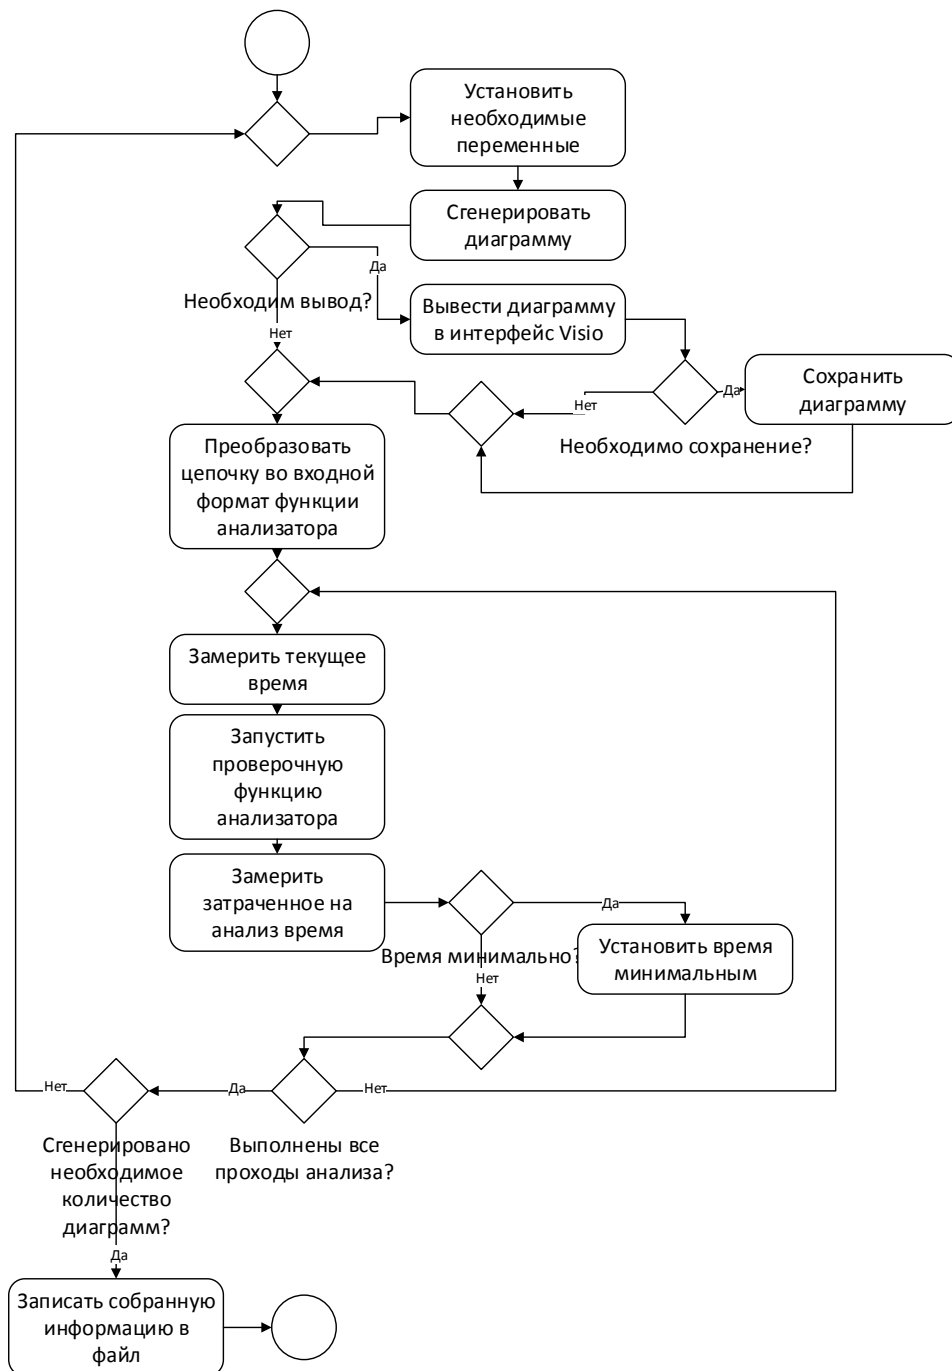 Установить
необходимые
переменные
Сгенерировать
диаграмму
Да
Необходим вывод?
Вывести диаграмму
в интерфейс Visio
Нет
Сохранить
диаграмму
Да
Нет
Необходимо сохранение?
Преобразовать
цепочку во входной
формат функции
анализатора
Замерить текущее
время
Запустить
проверочную
функцию
анализатора
Замерить
затраченное на
анализ время
Да
Время минимально?
Нет
Установить время
минимальным
Нет
Да
Нет
Сгенерировано
необходимое
количество
диаграмм?
Выполнены все
проходы анализа?
Да
Записать собранную
информацию в
файл